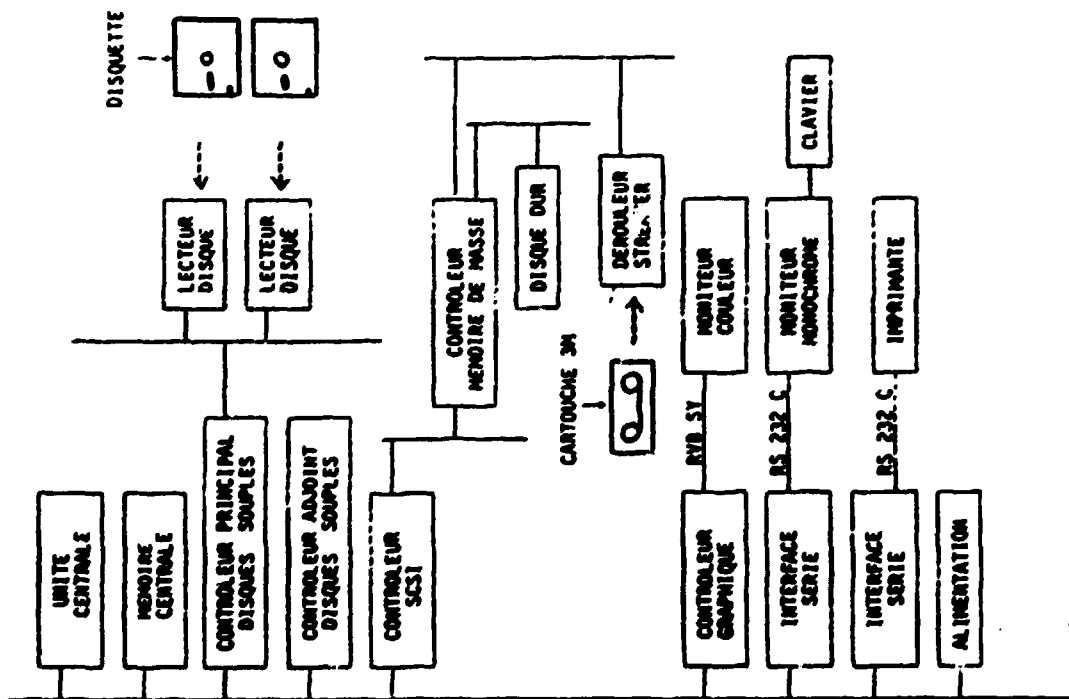 DISQUETTE
LECTEUR
DISQUE
LECTEUR
DISQUE
UNITE
CENTRALE
MEMOIRE
CENTRALE
CONTROLEUR PRINCIPAL
DISQUES SOUPLES
CONTROLEUR ADJOINT
DISQUES SOUPLES
CONTROLEUR
SCSI
CONTROLEUR
MEMOIRE DE MASSE
DISQUE DUR
DEROULEUR
CARTOUCHE 3M
CONTROLEUR
GRAPHIQUE
RVB SY
MONITEUR
COULEUR
INTERFACE
SERIE
RS 232 C
MONITEUR
MONOCHROME
CLAVIER
INTERFACE
SERIE
RS 232 C
IMPRIMANTE
ALIMENTATION